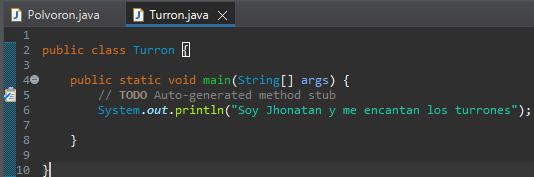 Polvoron.java Turron.java
1
2 public class Turron {
3
4 public static void main(String[] args) {
5 // TODO Auto-generated method stub
6 System.out.println("Soy Jhonatan y me encantan los turrones");
7
8 }
9
10 }